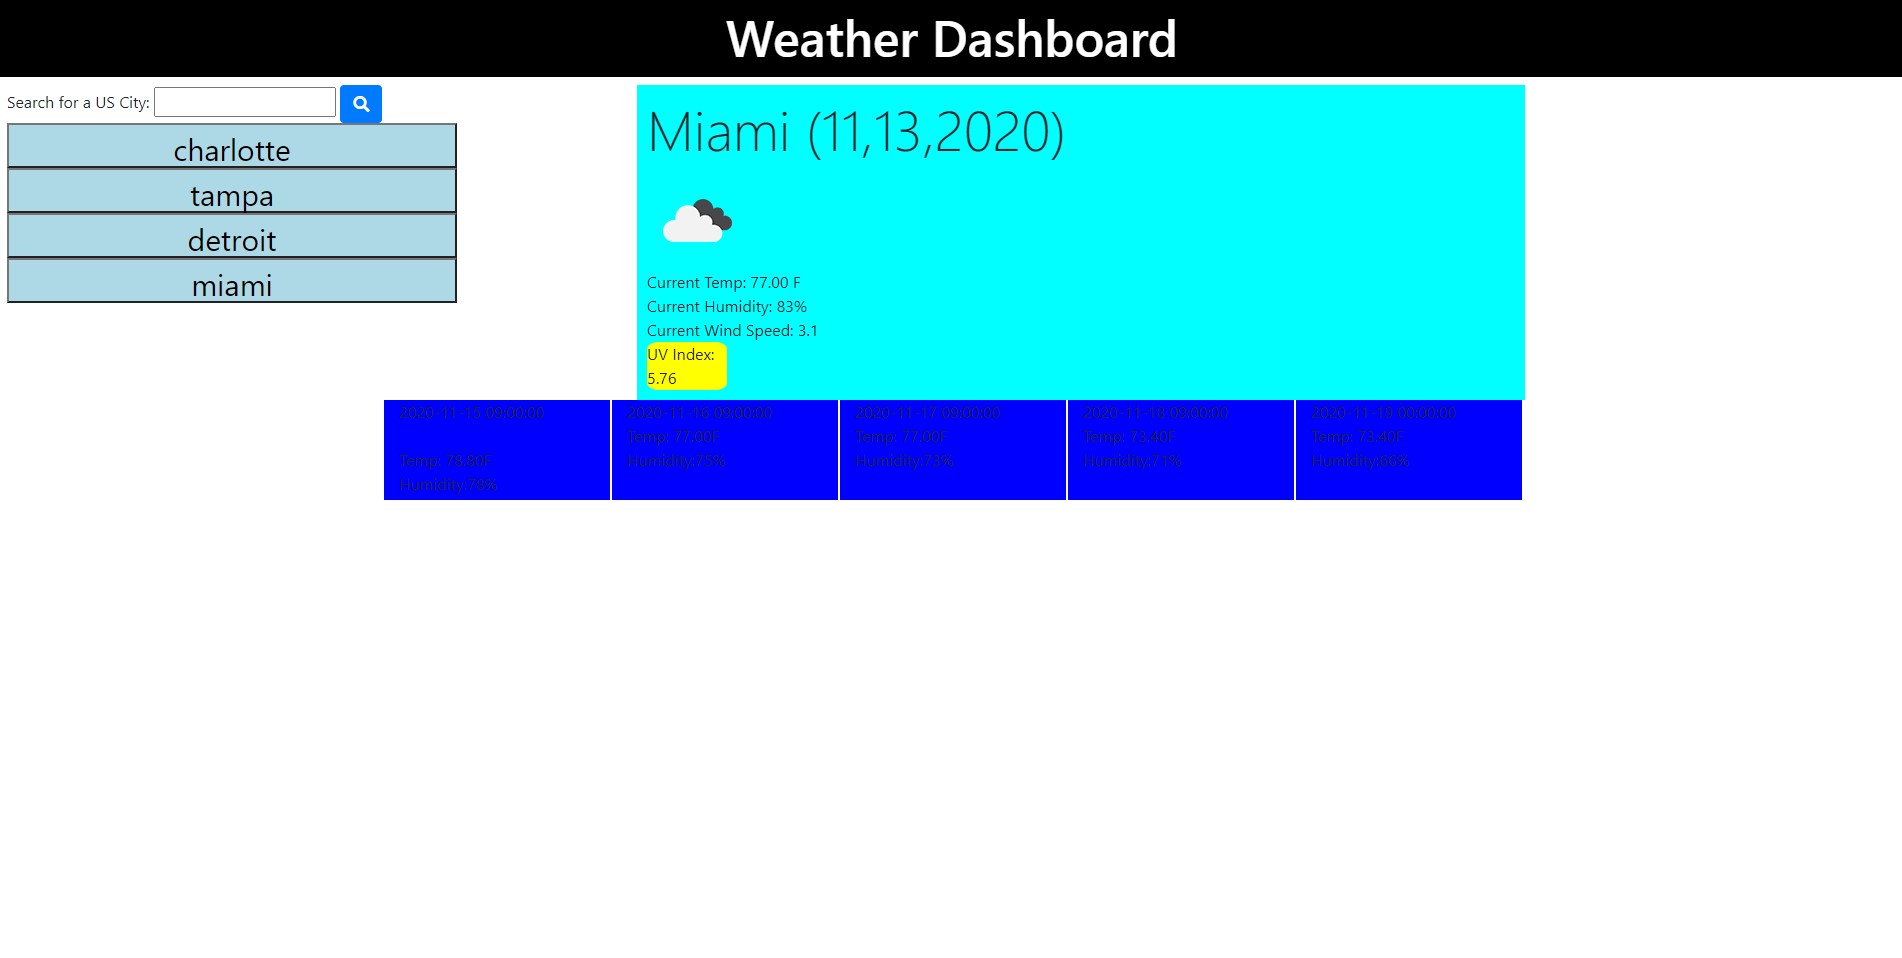 Weather Dashboard
Search for a US City:
charlotte
tampa
detroit
miami
Miami (11,13,2020)
Current Temp: 77.00 F
Current Humidity: 83%
Current Wind Speed: 3.1
UV Index:
5.76
2020-11-15 09:00:00
Temp: 79.80F
Humidity:78%
2020-11-16 09:00:00
Temp: 77.00F
Humidity:75%
2020-11-17 09:00:00
Temp: 77.00F
Humidity:73%
2020-11-18 09:00:00
Temp: 73.40F
Humidity:71%
2020-11-19 00:00:00
Temp: 73.40F
Humidity:66%